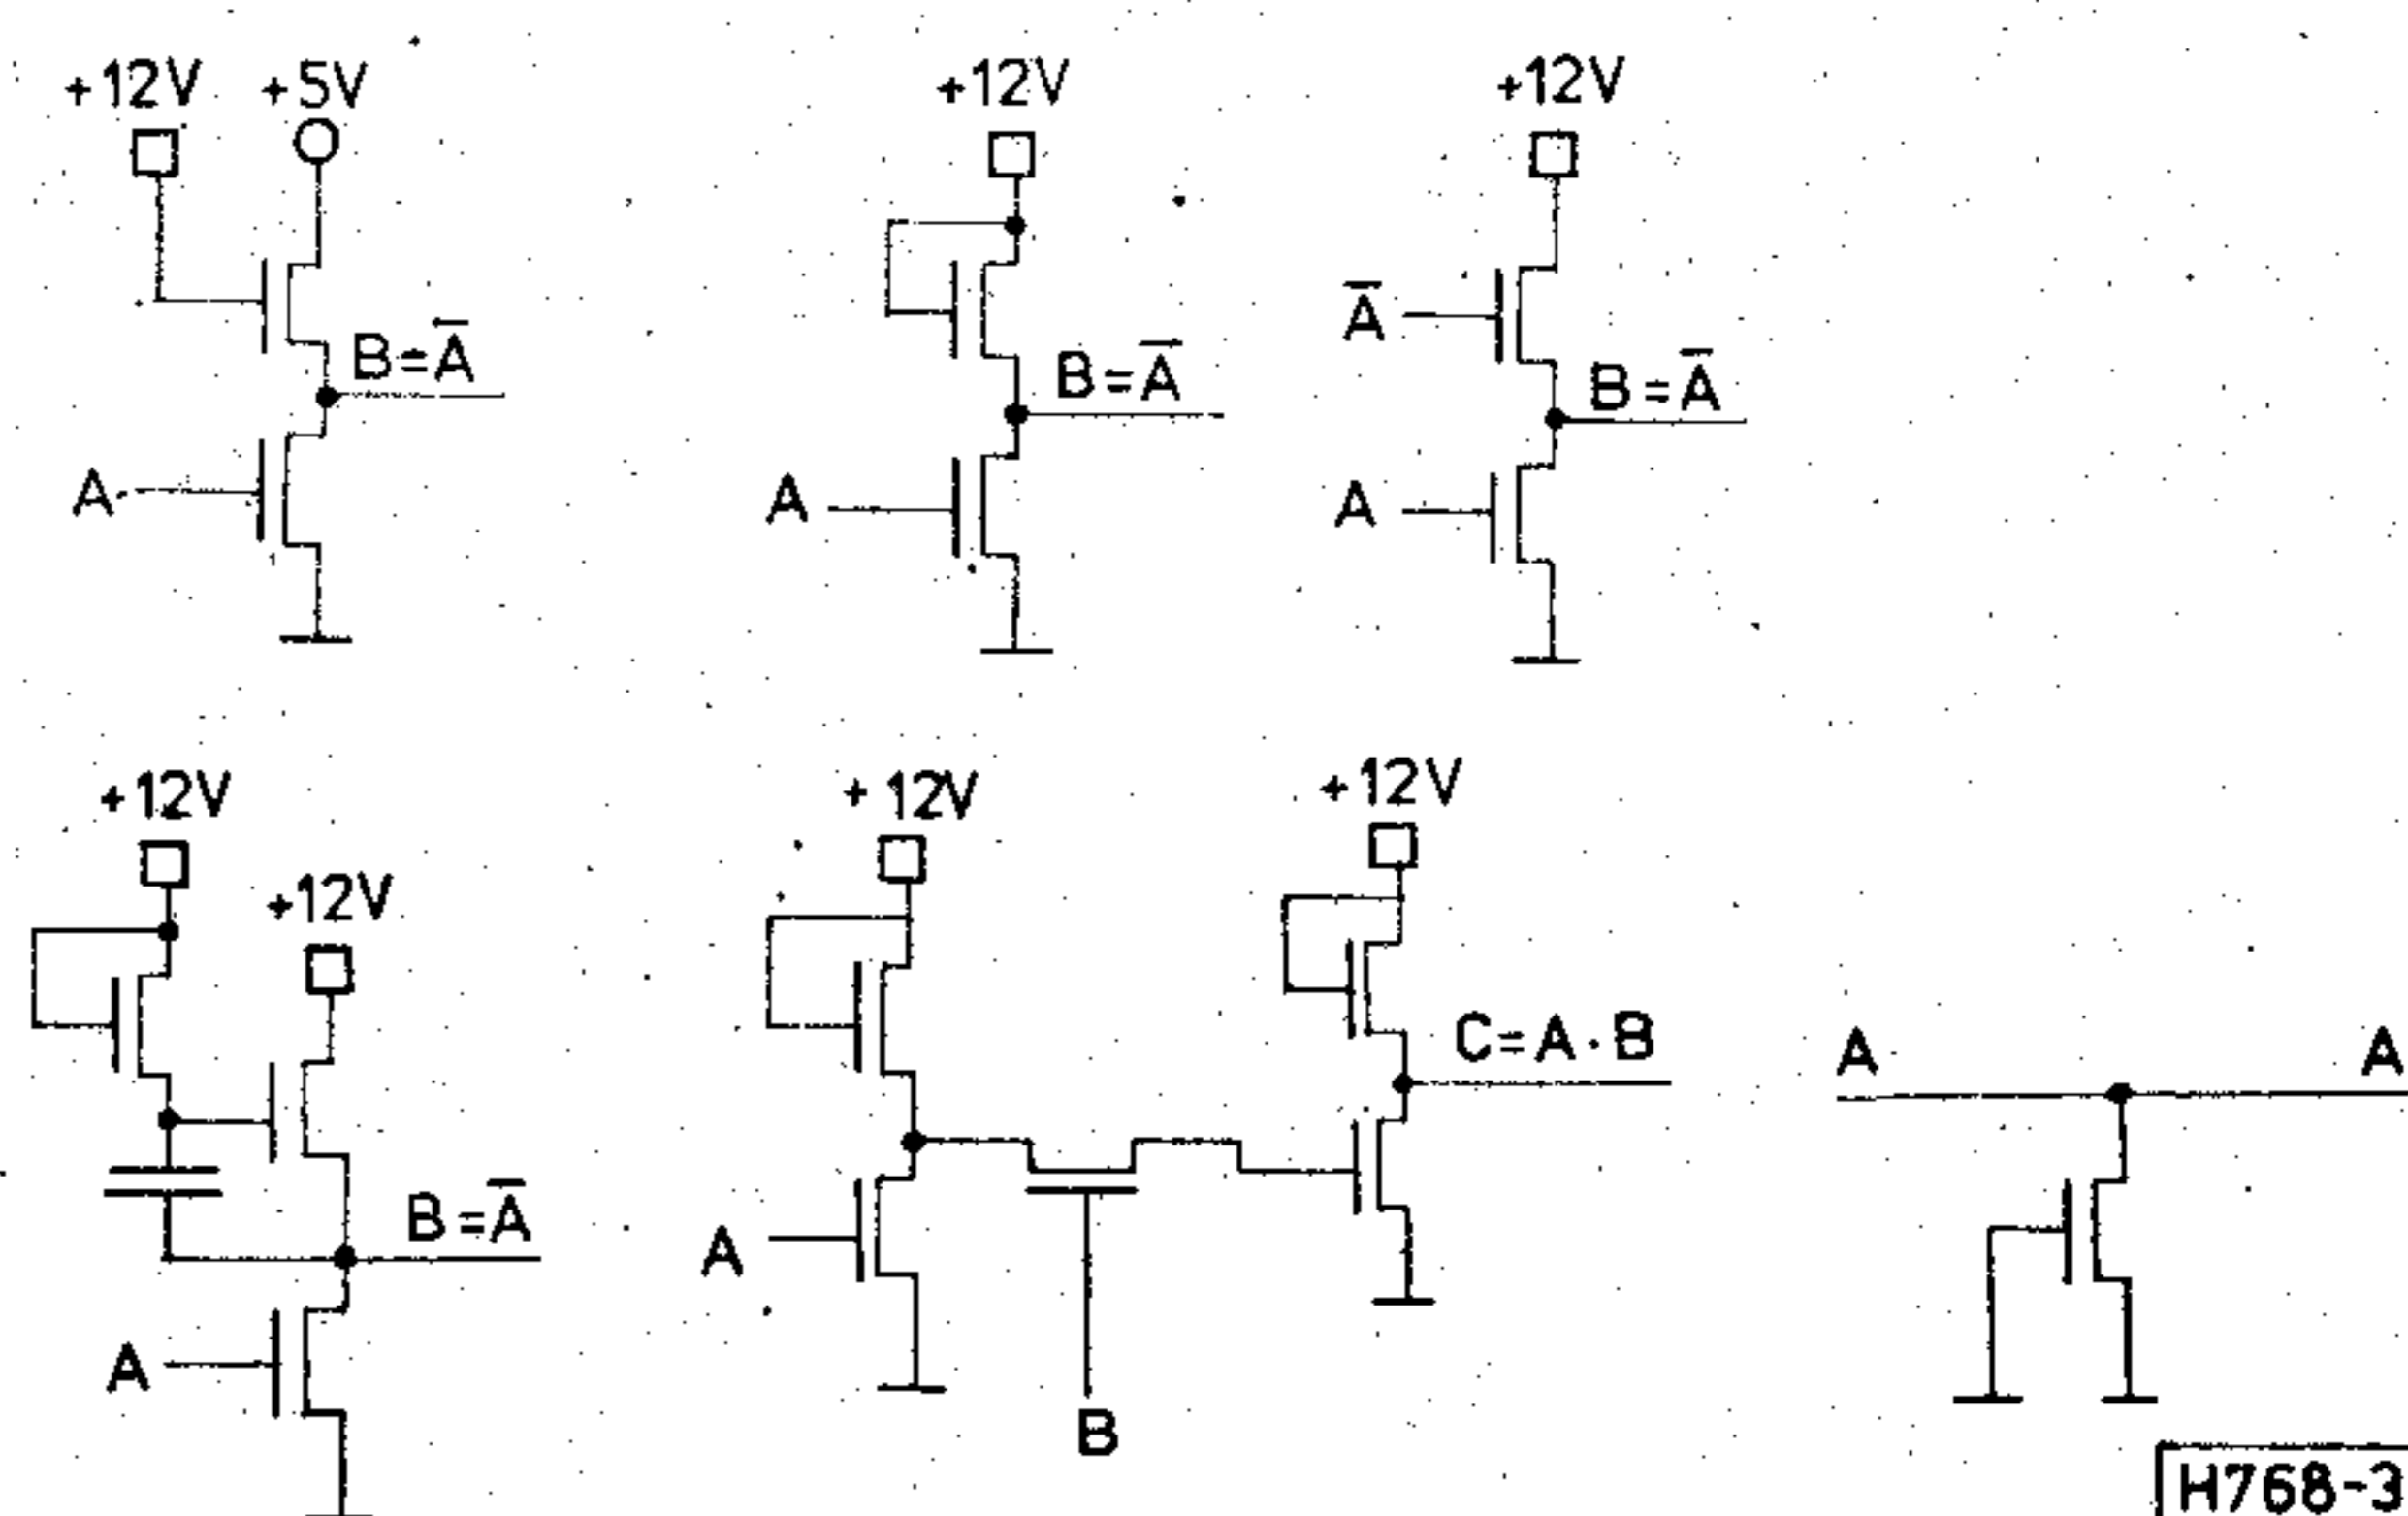 +12V +5V
B=A̅
A
+12V
B=A̅
A
+12V
A̅
B=A̅
A
+12V
+12V
B=A̅
A
+12V
A
B
+12V
C=A·B
A A
H768-3